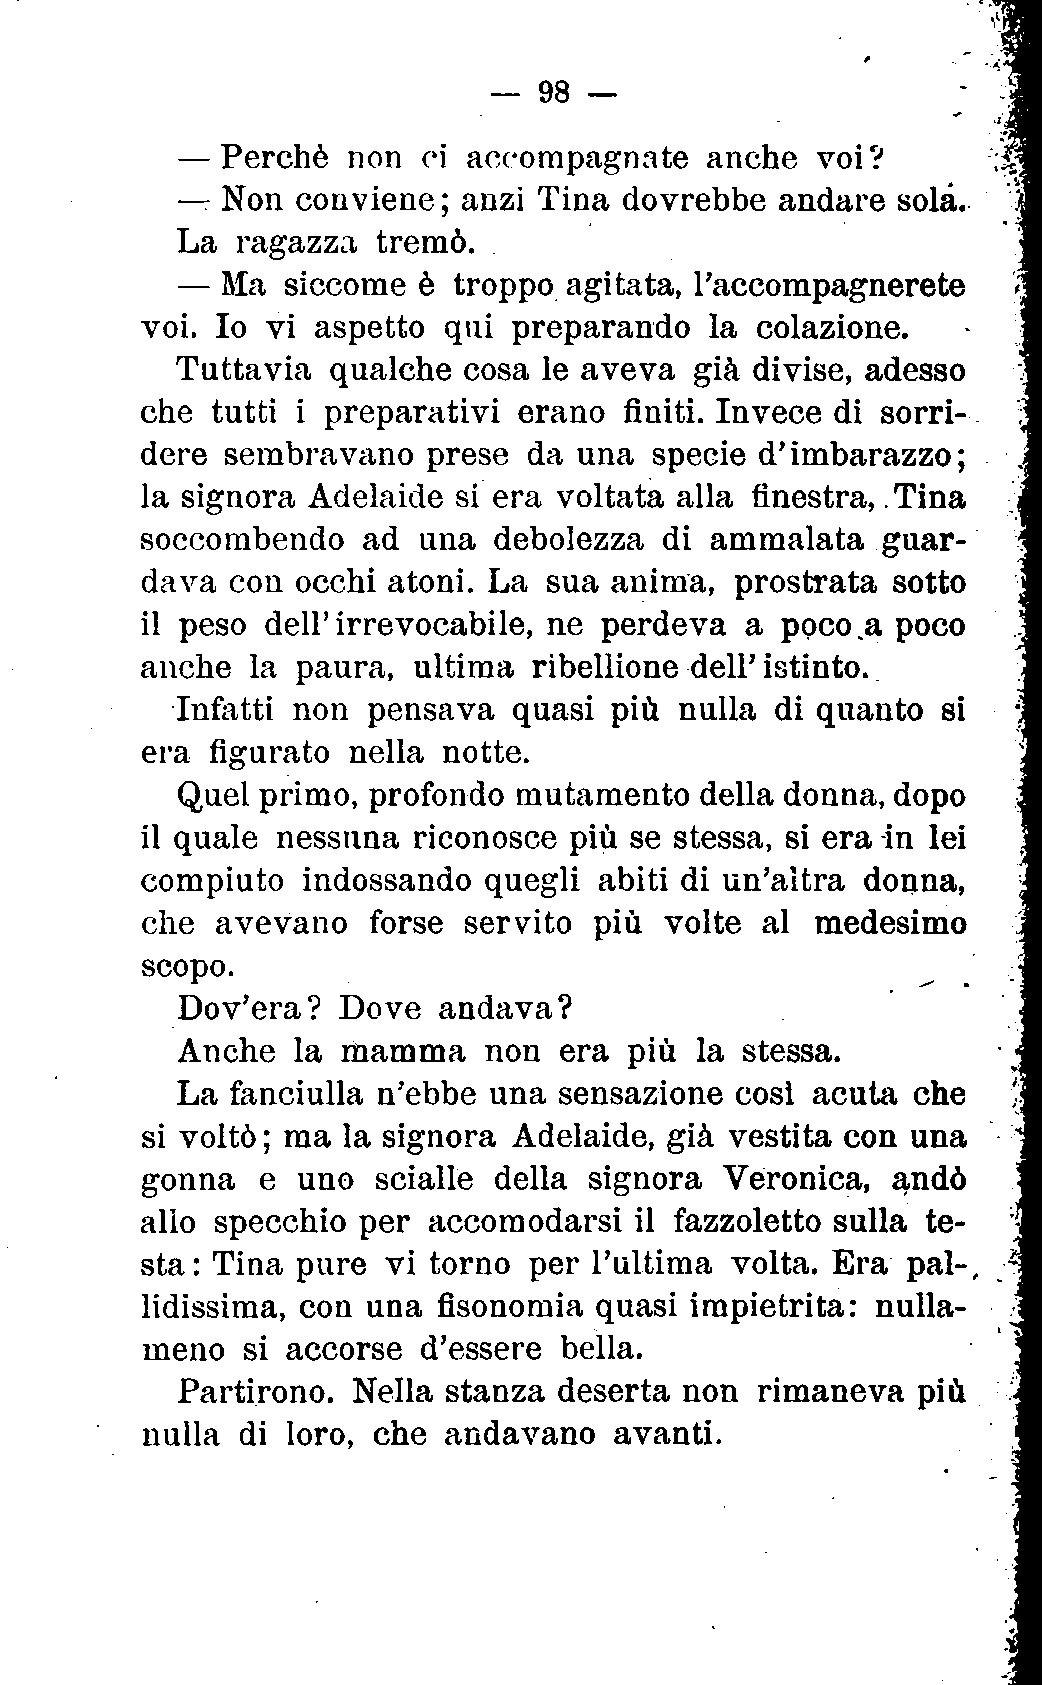 — 98 —
— Perchè non ci accompagnate anche voi?
— Non conviene; anzi Tina dovrebbe andare sola.
La ragazza tremò.
— Ma siccome è troppo agitata, l'accompagnerete
voi. Io vi aspetto qui preparando la colazione.
Tuttavia qualche cosa le aveva già divise, adesso
che tutti i preparativi erano finiti. Invece di sorri-
dere sembravano prese da una specie d'imbarazzo;
la signora Adelaide si era voltata alla finestra, Tina
soccombendo ad una debolezza di ammalata guar-
dava con occhi atoni. La sua anima, prostrata sotto
il peso dell'irrevocabile, ne perdeva a poco a poco
anche la paura, ultima ribellione dell'istinto.
Infatti non pensava quasi più nulla di quanto si
era figurato nella notte.
Quel primo, profondo mutamento della donna, dopo
il quale nessuna riconosce più se stessa, si era in lei
compiuto indossando quegli abiti di un'altra donna,
che avevano forse servito più volte al medesimo
scopo.
Dov'era? Dove andava?
Anche la mamma non era più la stessa.
La fanciulla n'ebbe una sensazione così acuta che
si voltò; ma la signora Adelaide, già vestita con una
gonna e uno scialle della signora Veronica, andò
allo specchio per accomodarsi il fazzoletto sulla te-
sta: Tina pure vi torno per l'ultima volta. Era pal-
lidissima, con una fisonomia quasi impietrita: nulla-
meno si accorse d'essere bella.
Partirono. Nella stanza deserta non rimaneva più
nulla di loro, che andavano avanti.